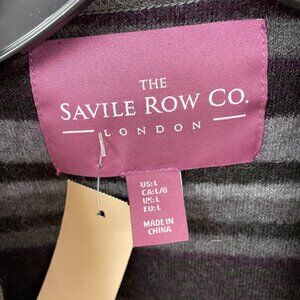 THE
SAVILE ROW CO.
LONDON
US:L
CA:L/G
UK:L
EU:L
MADE IN
CHINA